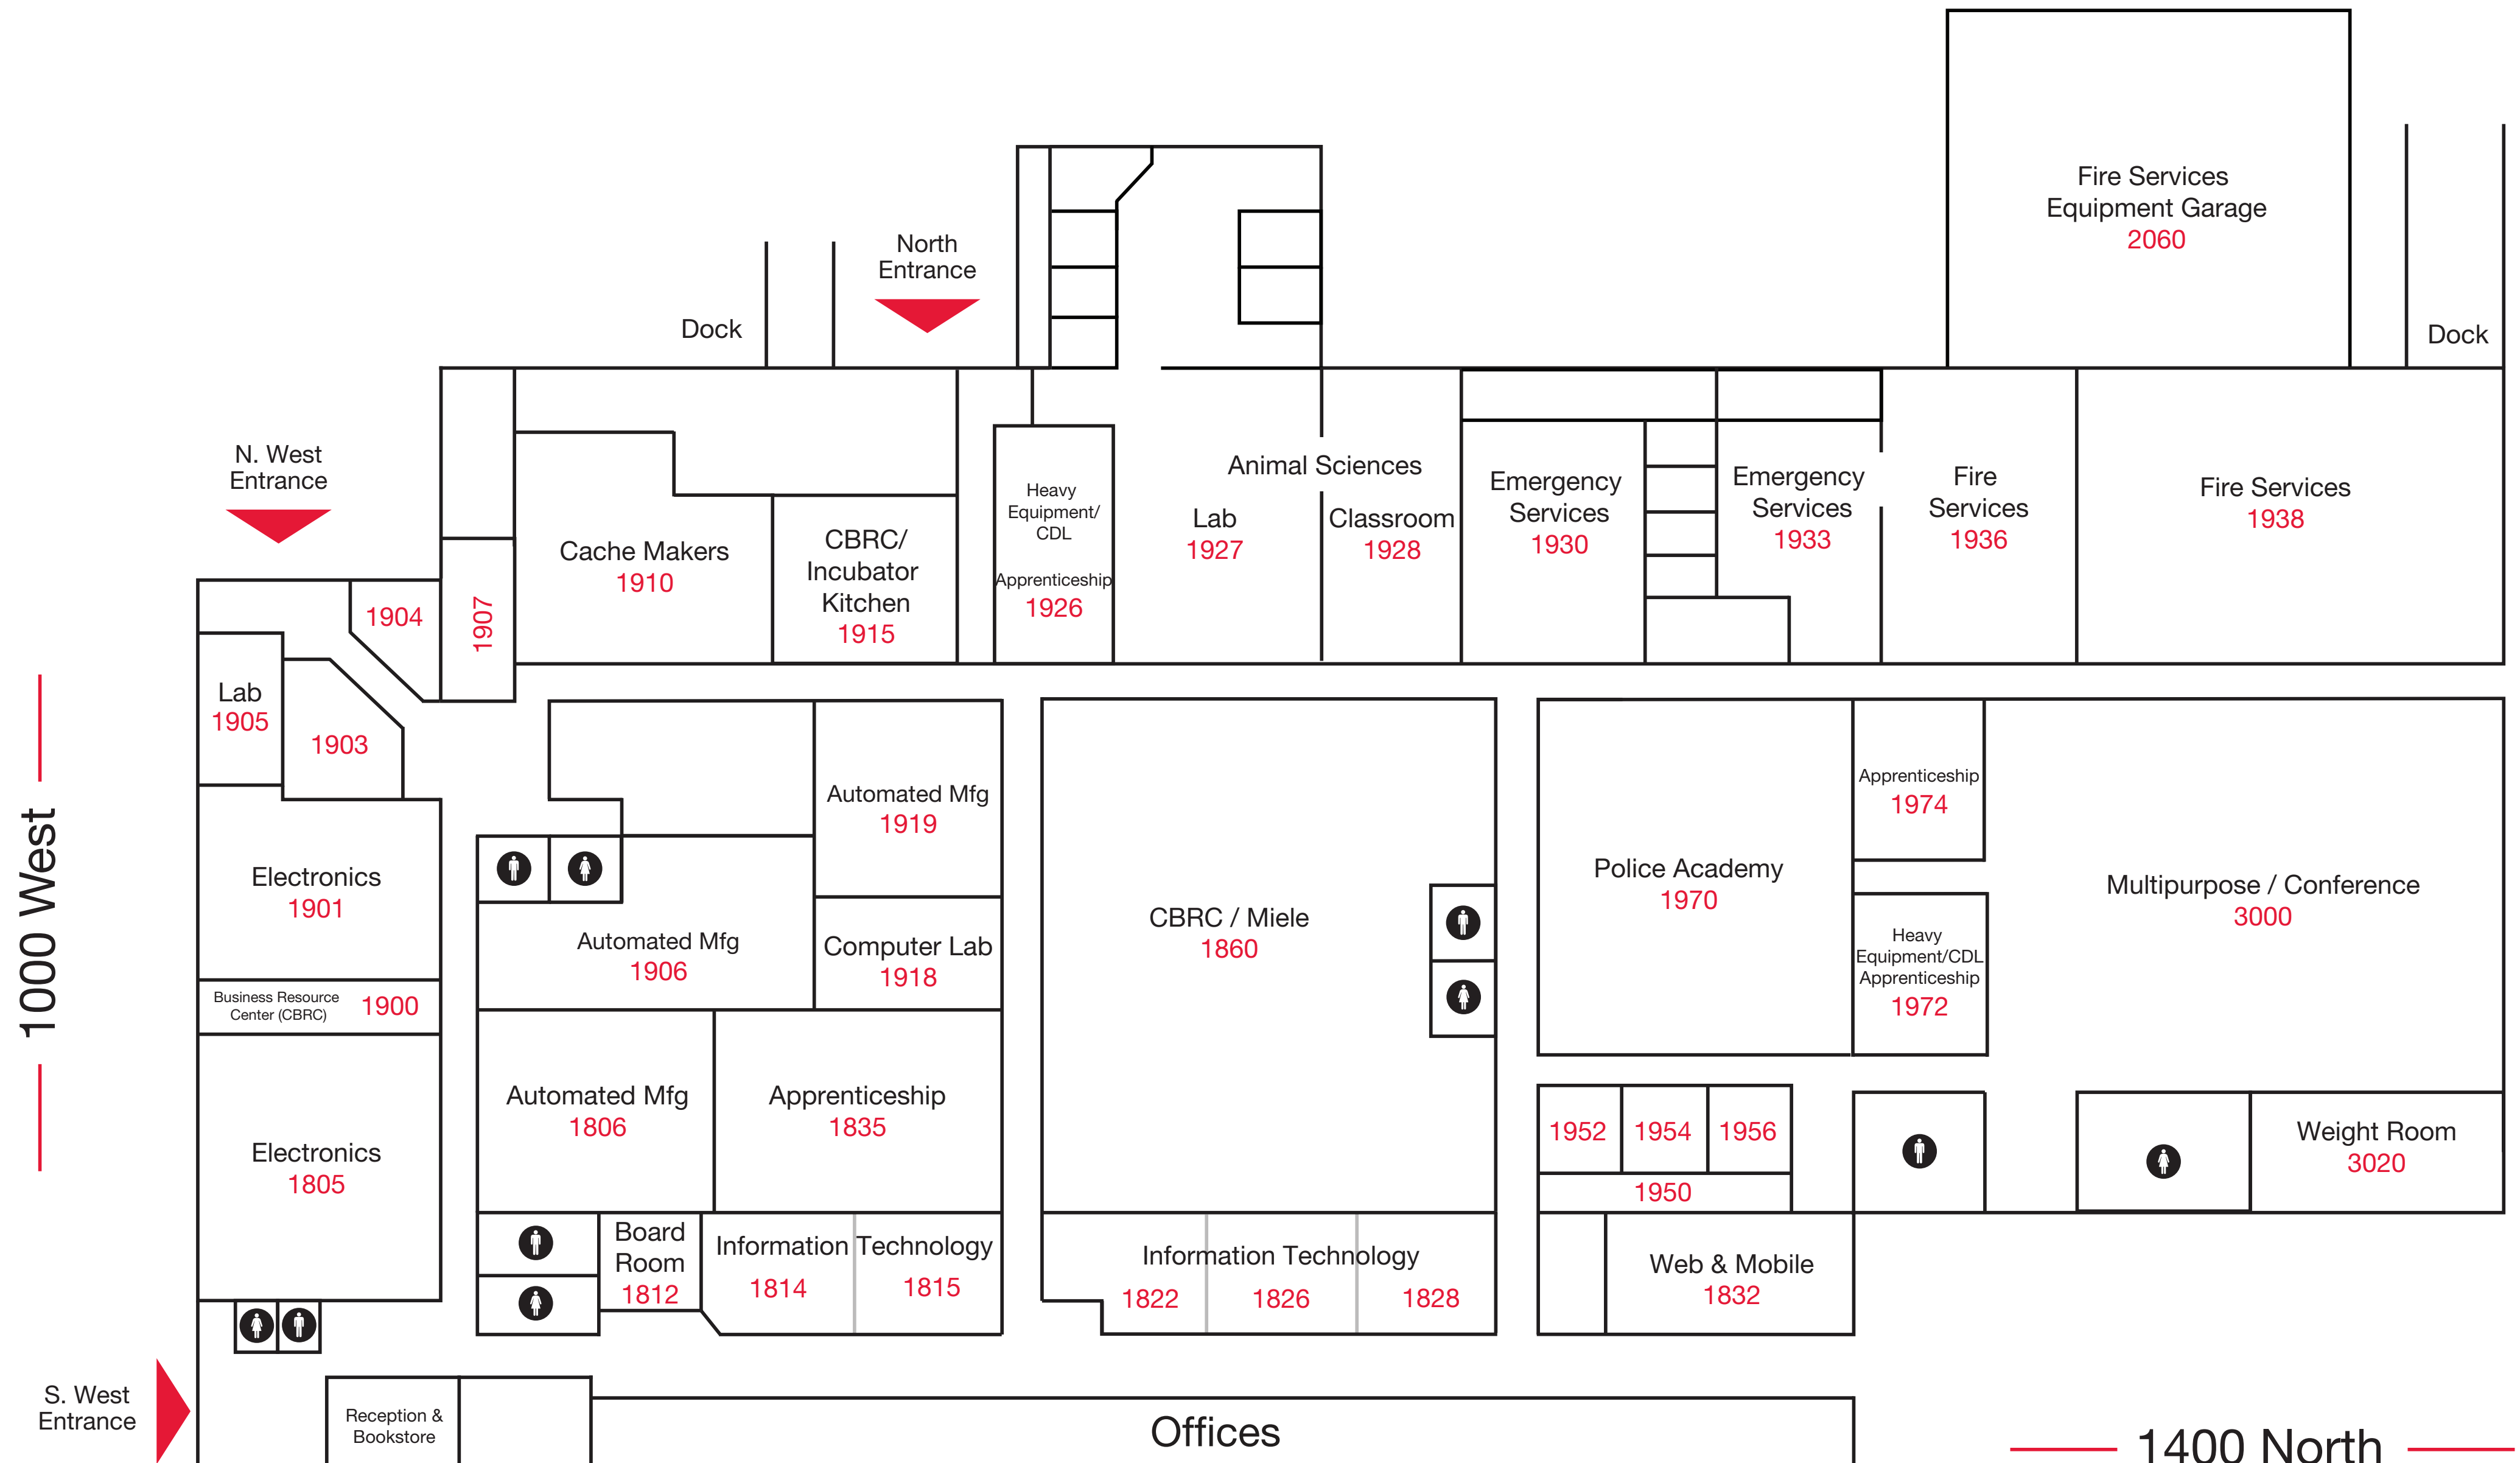 Fire Services
Equipment Garage
2060
North
Entrance
Dock
Dock
N. West
Entrance
Animal Sciences
Lab
1927
Classroom
1928
Heavy
Equipment/
CDL
Apprenticeship
1926
Emergency
Services
1930
Emergency
Services
1933
Fire
Services
1936
Fire Services
1938
Cache Makers
1910
CBRC/
Incubator
Kitchen
1915
1904
1907
Lab
1905
1903
Automated Mfg
1919
Apprenticeship
1974
Electronics
1901
Automated Mfg
1906
Computer Lab
1918
CBRC / Miele
1860
Police Academy
1970
Multipurpose / Conference
3000
Heavy
Equipment/CDL
Apprenticeship
1972
1000 West
Business Resource
Center (CBRC)
1900
Electronics
1805
Automated Mfg
1806
Apprenticeship
1835
1952
1954
1956
1950
Weight Room
3020
Board
Room
1812
Information Technology
1814
1815
Information Technology
1822
1826
1828
Web & Mobile
1832
S. West
Entrance
Reception &
Bookstore
Offices
1400 North